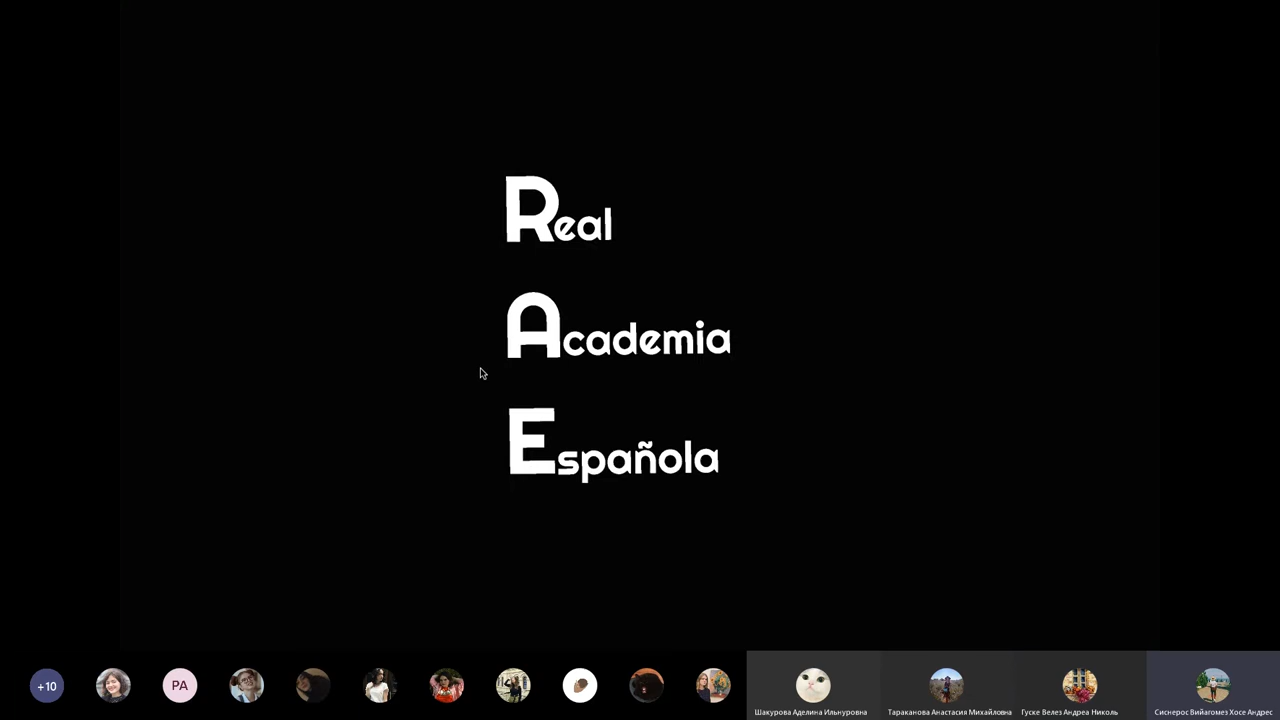 Real
Academia
Española
+10
PA
Шакурова Аделина Ильнуровна
Тараканова Анастасия Михайловна
Гуске Велез Андреа Николь
Сиснерос Вийагомез Хосе Андрес